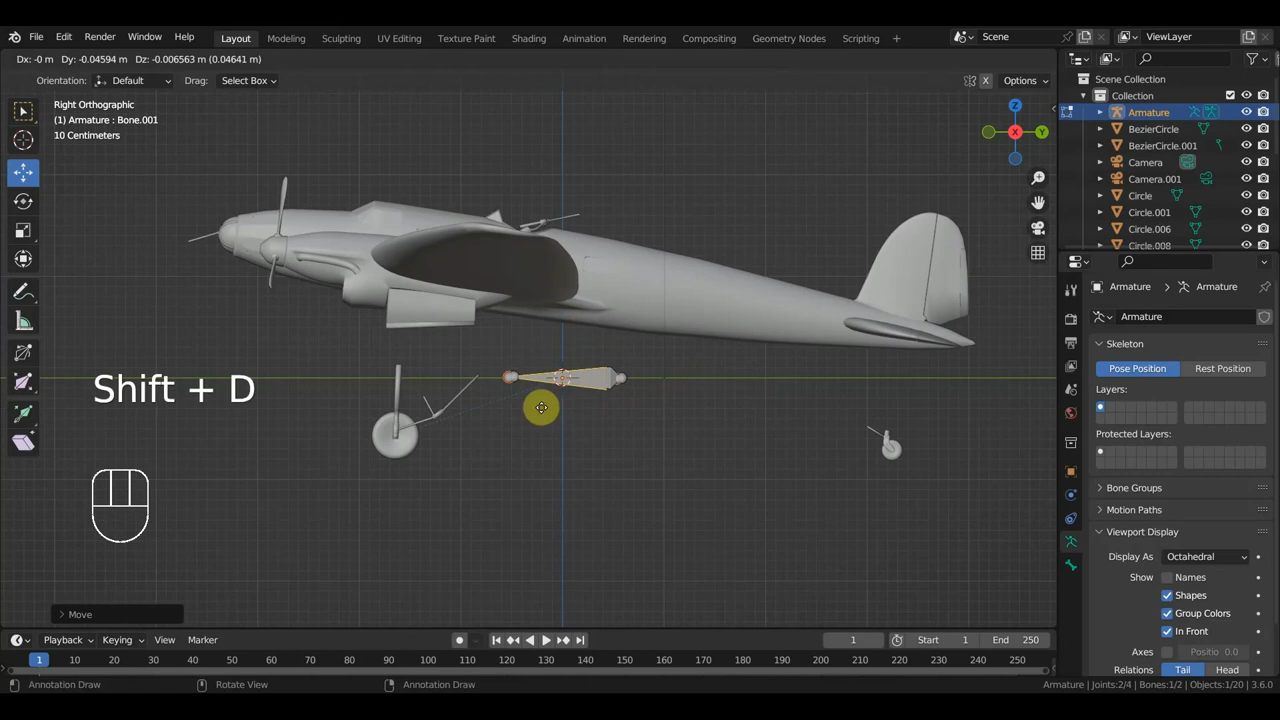 File Edit Render Window Help Layout Modeling Sculpting UV Editing Texture Paint Shading Animation Rendering Compositing Geometry Nodes Scripting + Scene ViewLayer
Dx: -0 m Dy: -0.04594 m Dz: -0.006563 m (0.04641 m)
Orientation: Default Drag: Select Box X Options
Right Orthographic
(1) Armature : Bone.001
10 Centimeters
Z
X
Y
Shift + D
Move
Scene Collection
Collection
Armature
BezierCircle
BezierCircle.001
Camera
Camera.001
Circle
Circle.001
Circle.006
Circle.008
Armature Armature
Armature
Skeleton
Pose Position Rest Position
Layers:
Protected Layers:
Bone Groups
Motion Paths
Viewport Display
Display As Octahedral
Show Names
Shapes
Group Colors
In Front
Axes Positio 0.0
Relations Tail Head
Playback Keying View Marker 1 Start 1 End 250
1 10 20 30 40 50 60 70 80 90 100 110 120 130 140 150 160 170 180 190 200 210 220 230 240 250
Annotation Draw Rotate View Annotation Draw Armature | Joints:2/4 | Bones:1/2 | Objects:1/20 | 3.6.0